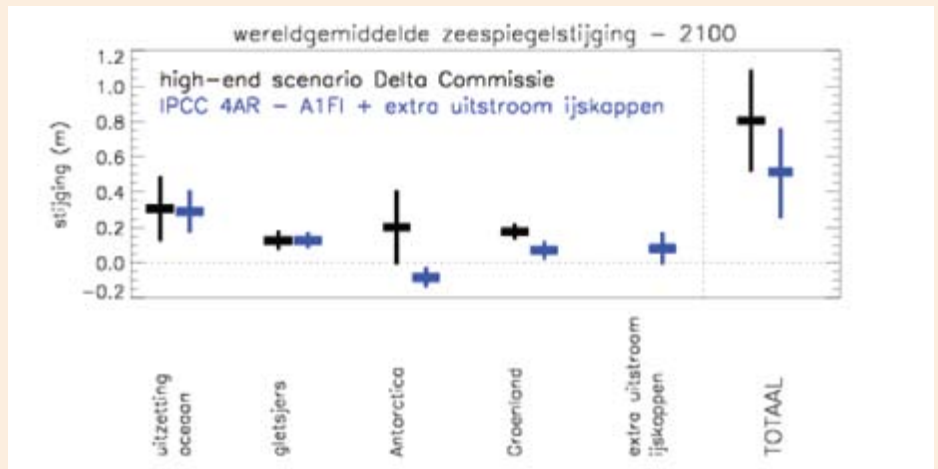 wereldgemiddelde zeespiegelstijging – 2100
high–end scenario Delta Commissie
IPCC 4AR – A1FI + extra uitstroom ijskappen
stijging (m)
1.2
1.0
0.8
0.6
0.4
0.2
0.0
−0.2
uitzetting
oceaan
gletsjers
Antarctica
Groenland
extra uitstroom
ijskappen
TOTAAL